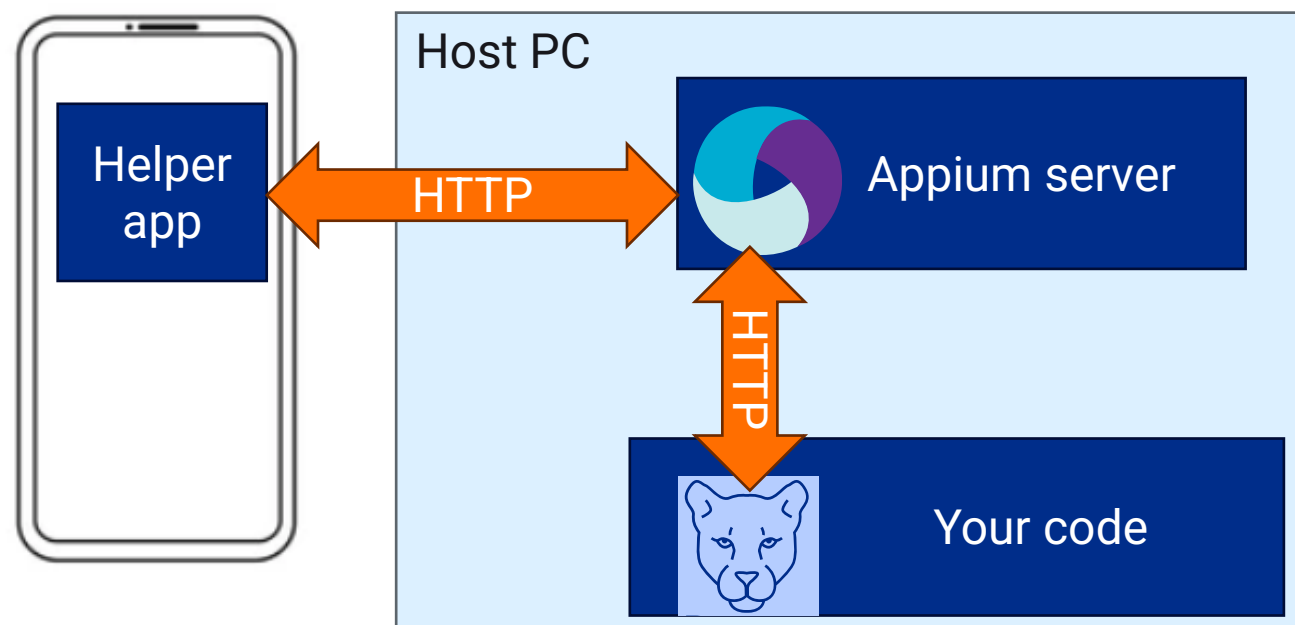 Host PC
Helper
app
HTTP
Appium server
HTTP
Your code